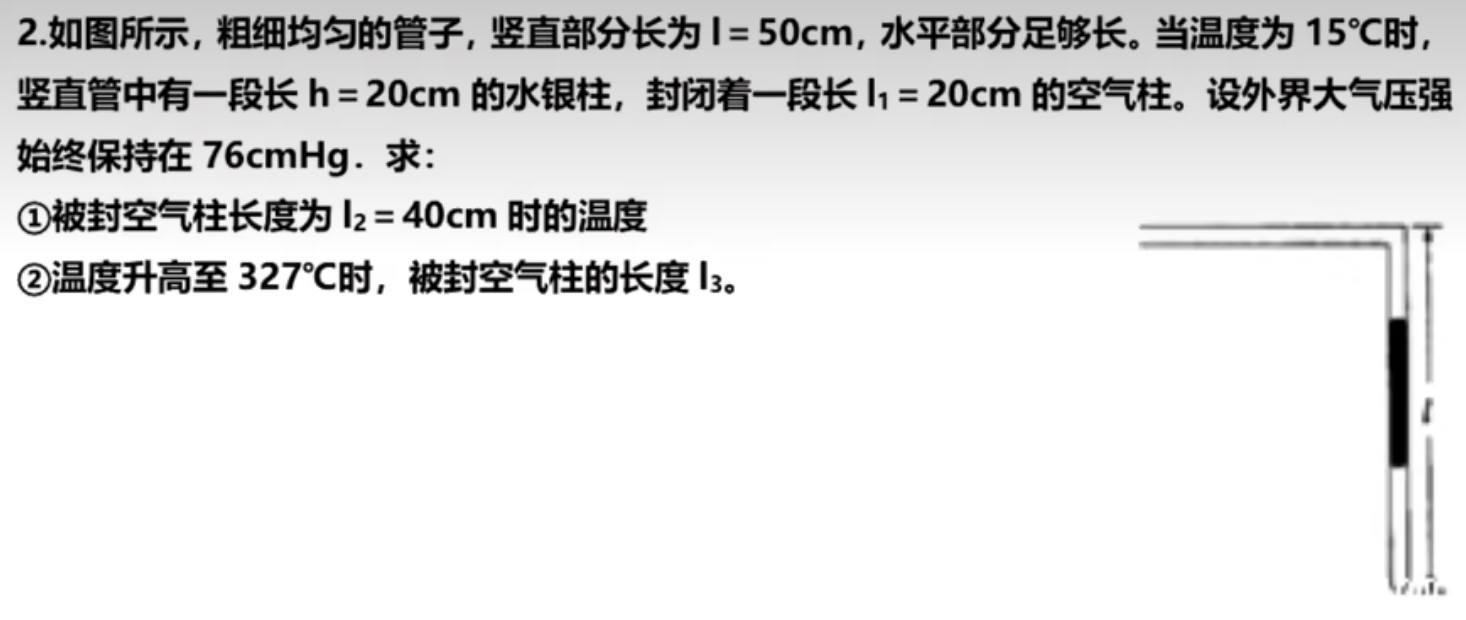 2.如图所示，粗细均匀的管子，竖直部分长为 l = 50cm，水平部分足够长。当温度为 15℃时，
竖直管中有一段长 h = 20cm 的水银柱，封闭着一段长 l₁ = 20cm 的空气柱。设外界大气压强
始终保持在 76cmHg．求：
①被封空气柱长度为 l₂ = 40cm 时的温度
②温度升高至 327℃时，被封空气柱的长度 l₃。
l